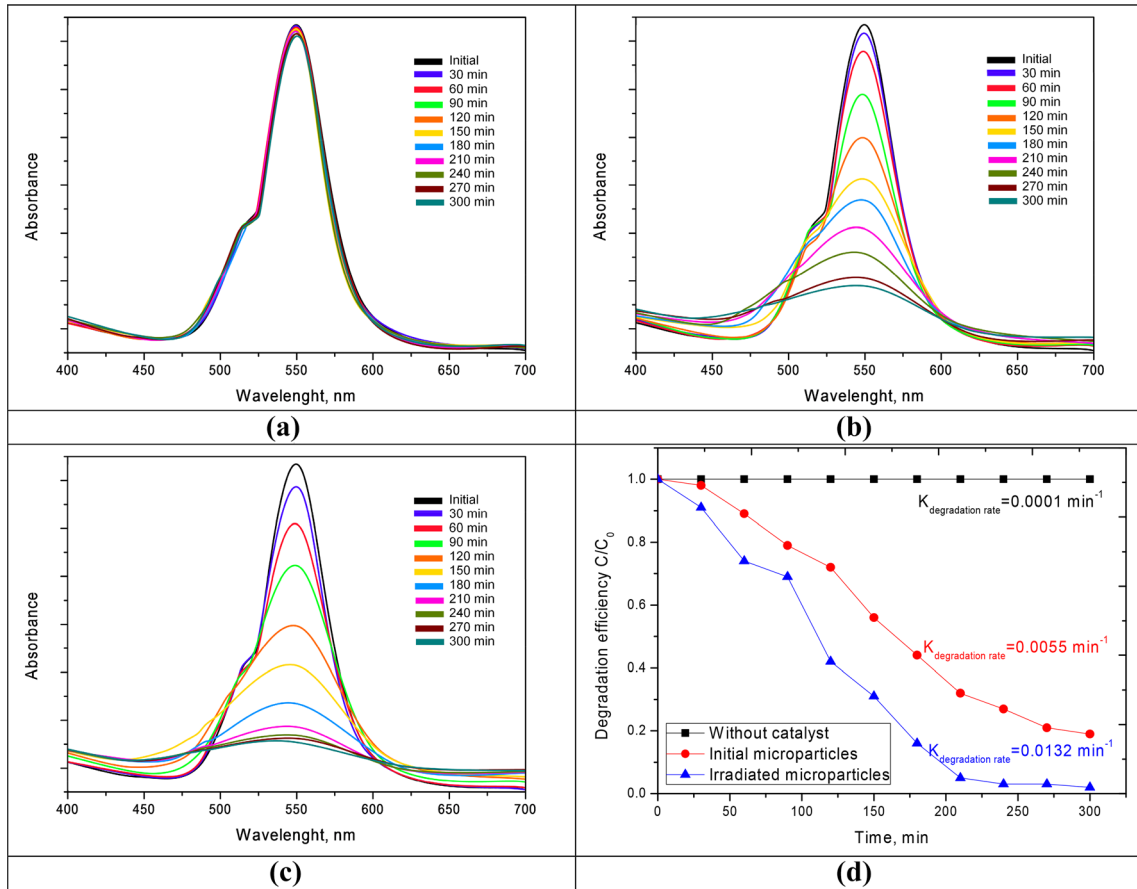 Absorbance
Initial
30 min
60 min
90 min
120 min
150 min
180 min
210 min
240 min
270 min
300 min
400 450 500 550 600 650 700
Wavelenght, nm
(a)
Absorbance
Initial
30 min
60 min
90 min
120 min
150 min
180 min
210 min
240 min
270 min
300 min
400 450 500 550 600 650 700
Wavelenght, nm
(b)
Absorbance
Initial
30 min
60 min
90 min
120 min
150 min
180 min
210 min
240 min
270 min
300 min
400 450 500 550 600 650 700
Wavelenght, nm
(c)
Degradation efficiency C/C0
1.0
0.8
0.6
0.4
0.2
0.0
K degradation rate=0.0001 min-1
K degradation rate=0.0055 min-1
K degradation rate=0.0132 min-1
Without catalyst
Initial microparticles
Irradiated microparticles
0 50 100 150 200 250 300
Time, min
(d)